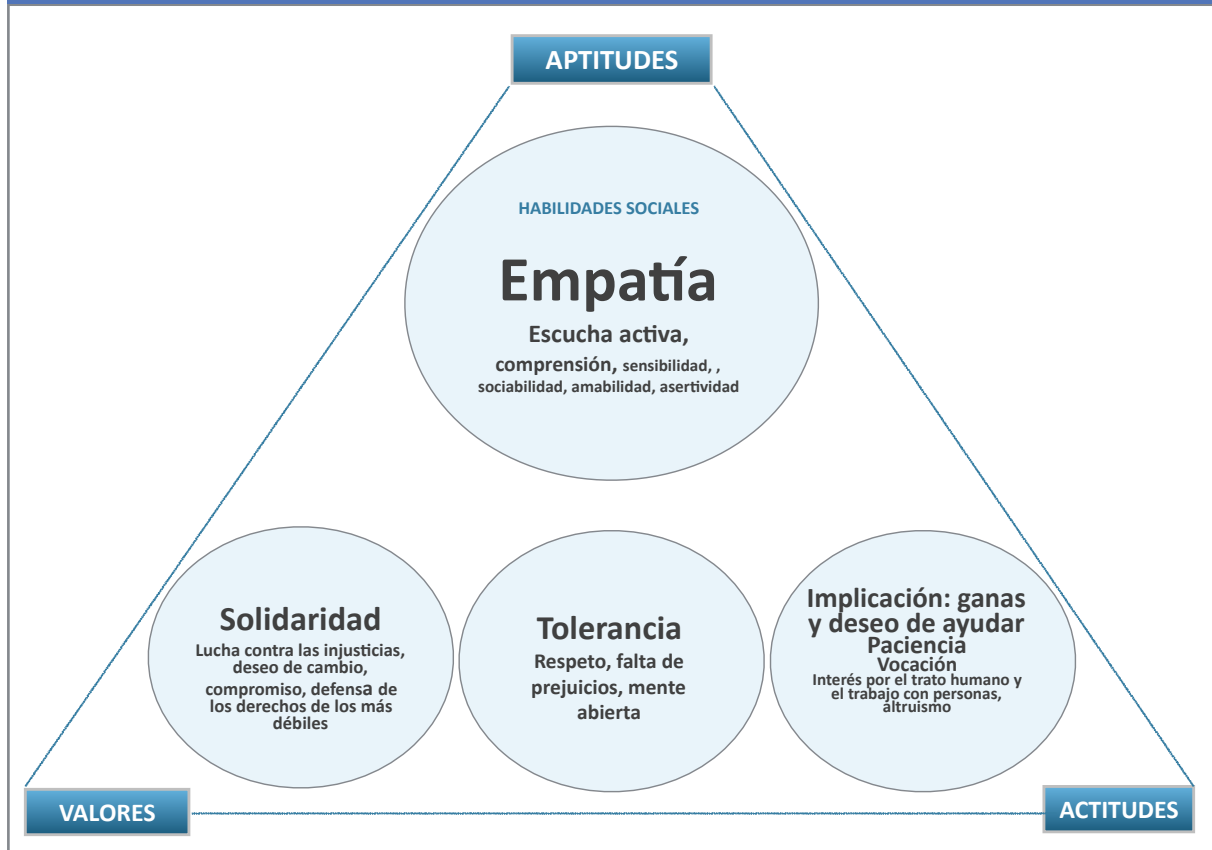 APTITUDES
HABILIDADES SOCIALES
Empatía
Escucha activa,
comprensión, sensibilidad, ,
sociabilidad, amabilidad, asertividad
Solidaridad
Lucha contra las injusticias,
deseo de cambio,
compromiso, defensa de
los derechos de los más
débiles
Tolerancia
Respeto, falta de
prejuicios, mente
abierta
Implicación: ganas
y deseo de ayudar
Paciencia
Vocación
Interés por el trato humano y
el trabajo con personas,
altruismo
VALORES
ACTITUDES